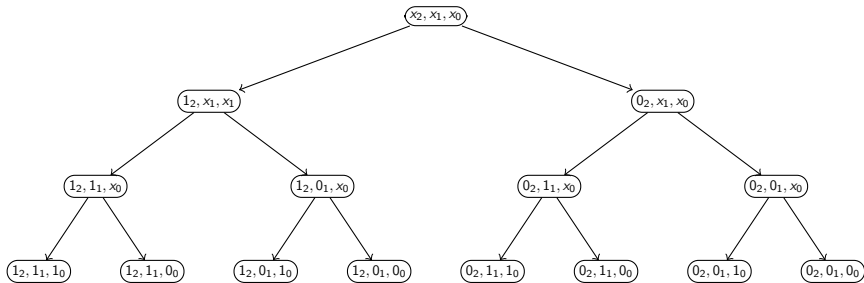 x₂, x₁, x₀
1₂, x₁, x₁
0₂, x₁, x₀
1₂, 1₁, x₀
1₂, 0₁, x₀
0₂, 1₁, x₀
0₂, 0₁, x₀
1₂, 1₁, 1₀
1₂, 1₁, 0₀
1₂, 0₁, 1₀
1₂, 0₁, 0₀
0₂, 1₁, 1₀
0₂, 1₁, 0₀
0₂, 0₁, 1₀
0₂, 0₁, 0₀